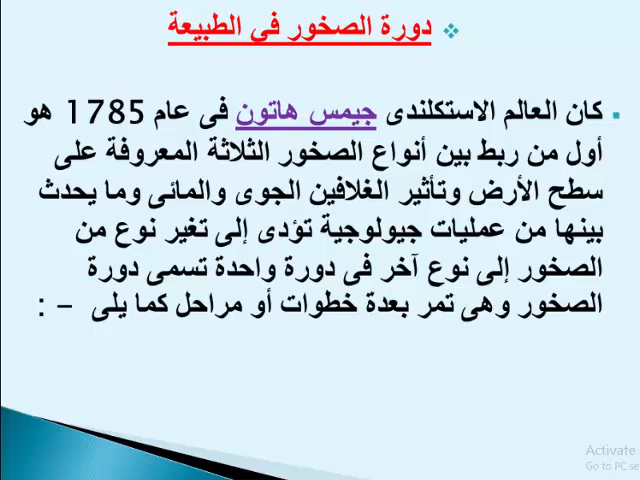 ❖ دورة الصخور في الطبيعة
▪ كان العالم الاستكلندى جيمس هاتون فى عام 1785 هو
أول من ربط بين أنواع الصخور الثلاثة المعروفة على
سطح الأرض وتأثير الغلافين الجوى والمائى وما يحدث
بينها من عمليات جيولوجية تؤدى إلى تغير نوع من
الصخور إلى نوع آخر فى دورة واحدة تسمى دورة
الصخور وهى تمر بعدة خطوات أو مراحل كما يلى – :
Activate
Go to PC se